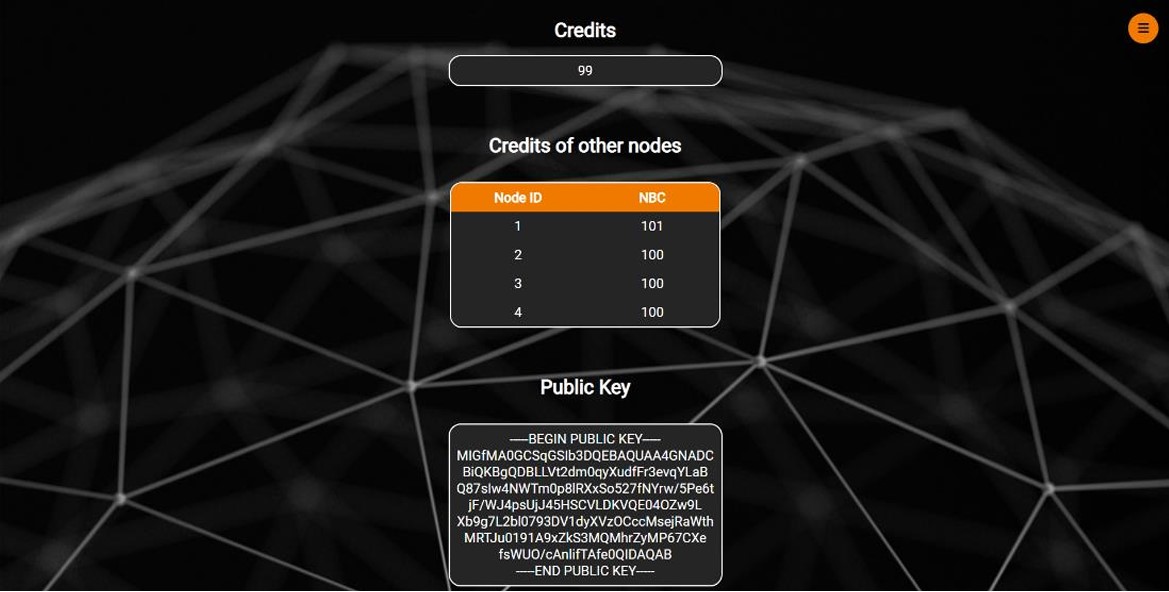 Credits
99
Credits of other nodes
Node ID NBC
1 101
2 100
3 100
4 100
Public Key
-----BEGIN PUBLIC KEY-----
MIGfMA0GCSqGSIb3DQEBAQUAA4GNADC
BiQKBgQDBLLVt2dm0qyXudfFr3evqYLaB
Q87slw4NWTm0p8lRXxSo527fNYrw/5Pe6t
jF/WJ4psUjJ45HSCVLDKVQE04OZw9L
Xb9g7L2bl0793DV1dyXVzOCccMsejRaWth
MRTJu0191A9xZkS3MQMhrZyMP67CXe
fsWUO/cAnlifTAfe0QIDAQAB
-----END PUBLIC KEY-----